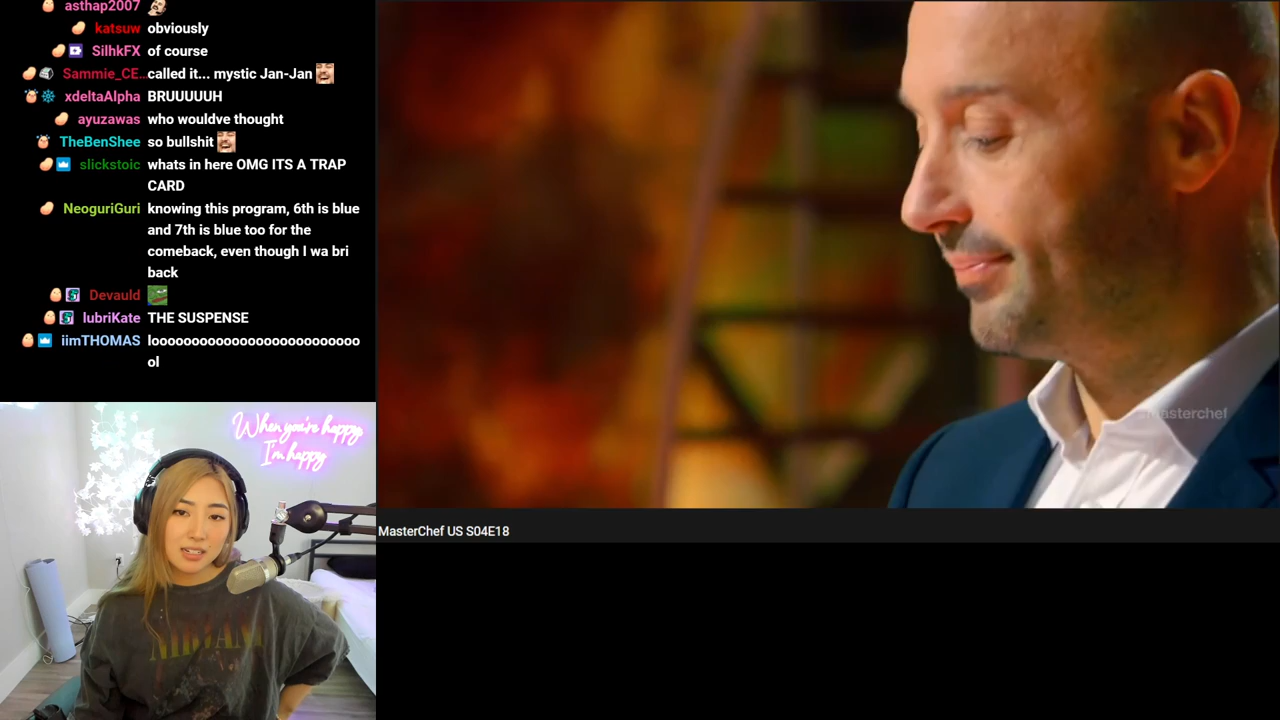 asthap2007
katsuw obviously
SilhkFX of course
Sammie_CE… called it... mystic Jan-Jan
xdeltaAlpha BRUUUUUH
ayuzawas who wouldve thought
TheBenShee so bullshit
slickstoic whats in here OMG ITS A TRAP
CARD
NeoguriGuri knowing this program, 6th is blue
and 7th is blue too for the
comeback, even though I wa bri
back
Devauld
lubriKate THE SUSPENSE
iimTHOMAS looooooooooooooooooooooooooo
ol
When you're happy
I'm happy
NIRVANA
masterchef
MasterChef US S04E18